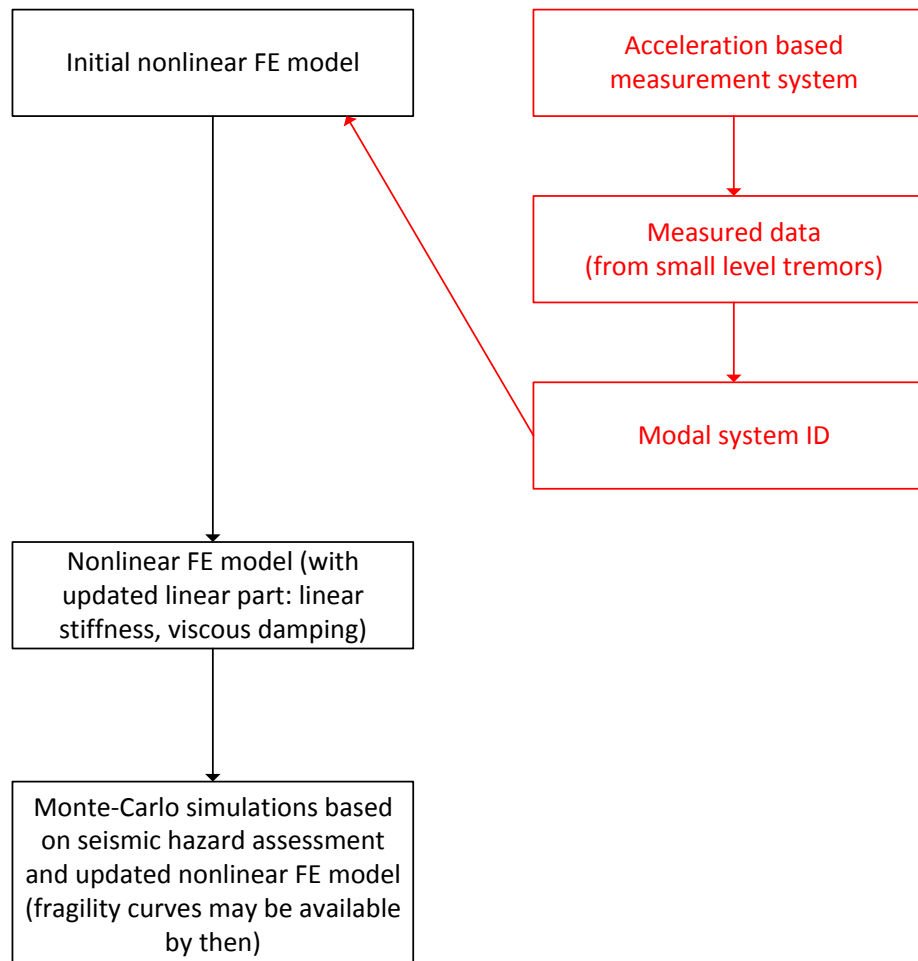 Initial nonlinear FE model
Acceleration based
measurement system
Measured data
(from small level tremors)
Modal system ID
Nonlinear FE model (with
updated linear part: linear
stiffness, viscous damping)
Monte-Carlo simulations based
on seismic hazard assessment
and updated nonlinear FE model
(fragility curves may be available
by then)